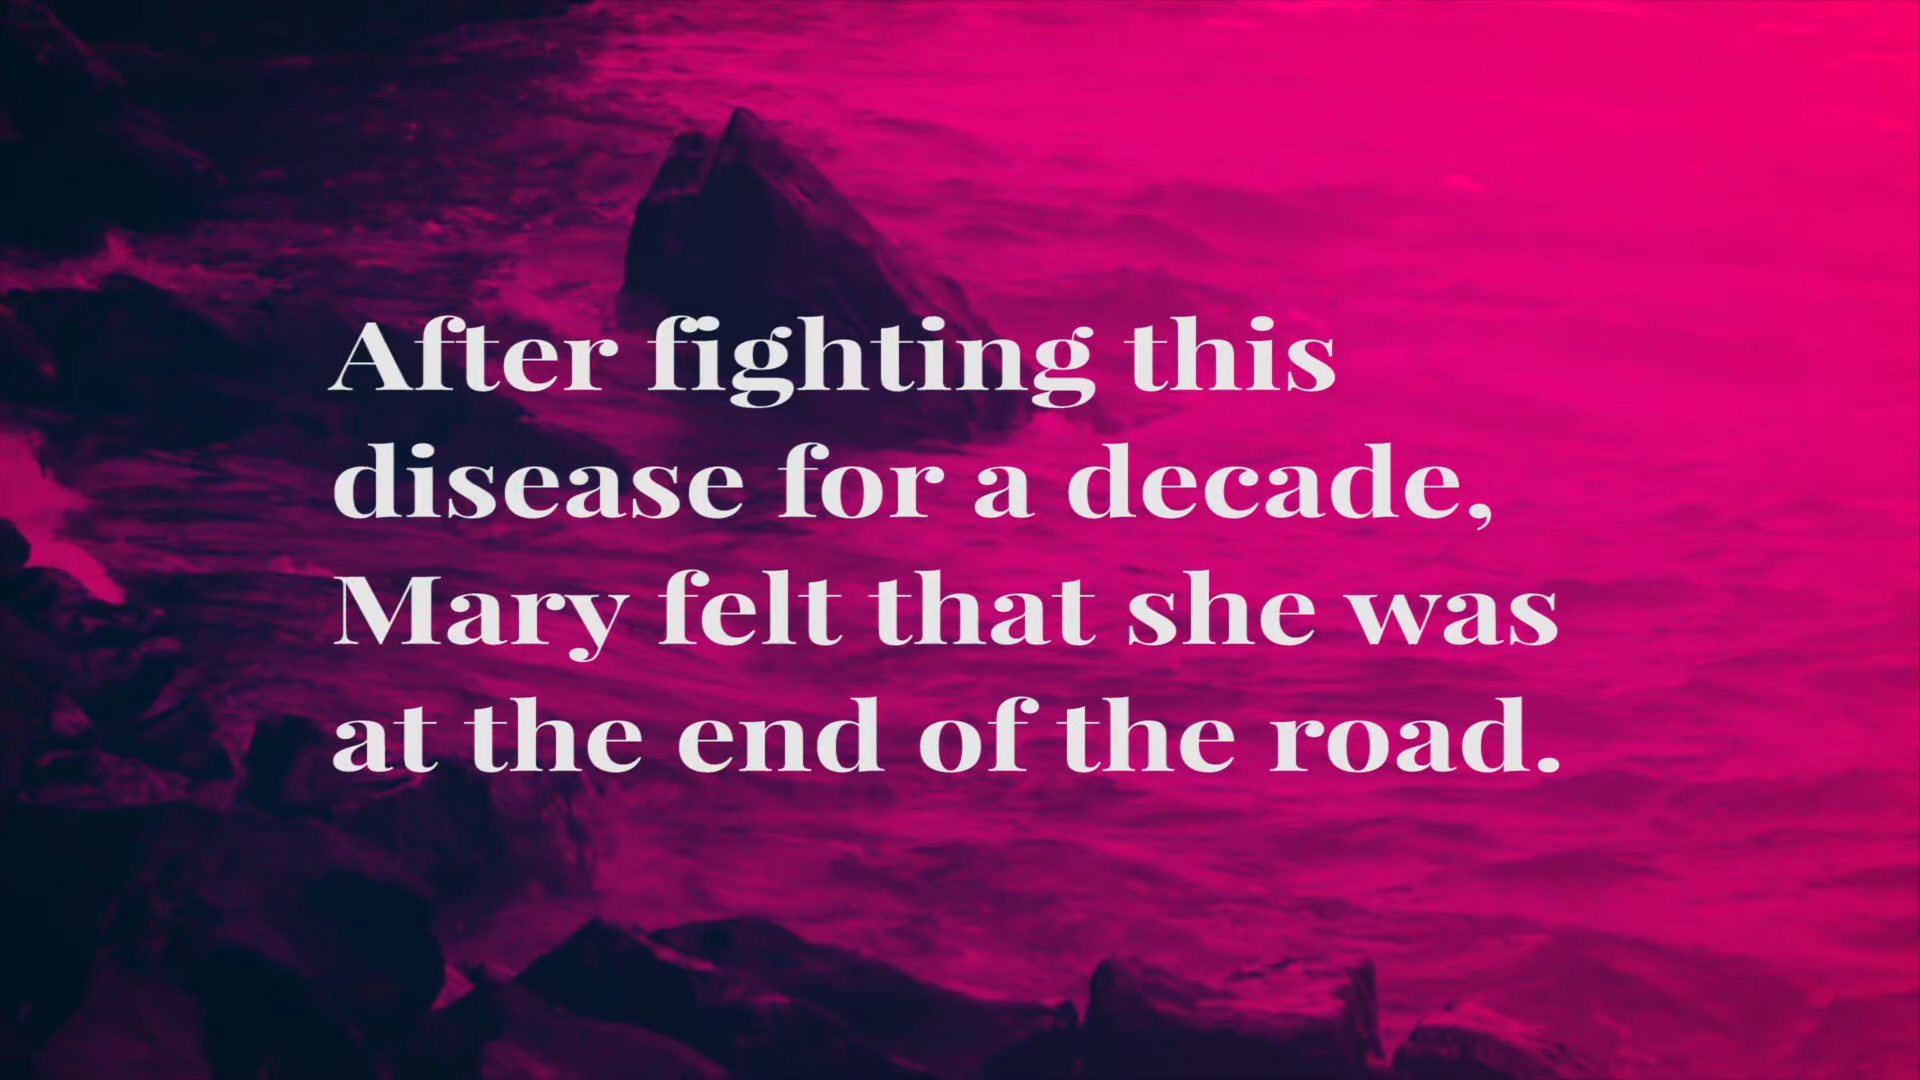 After fighting this
disease for a decade,
Mary felt that she was
at the end of the road.